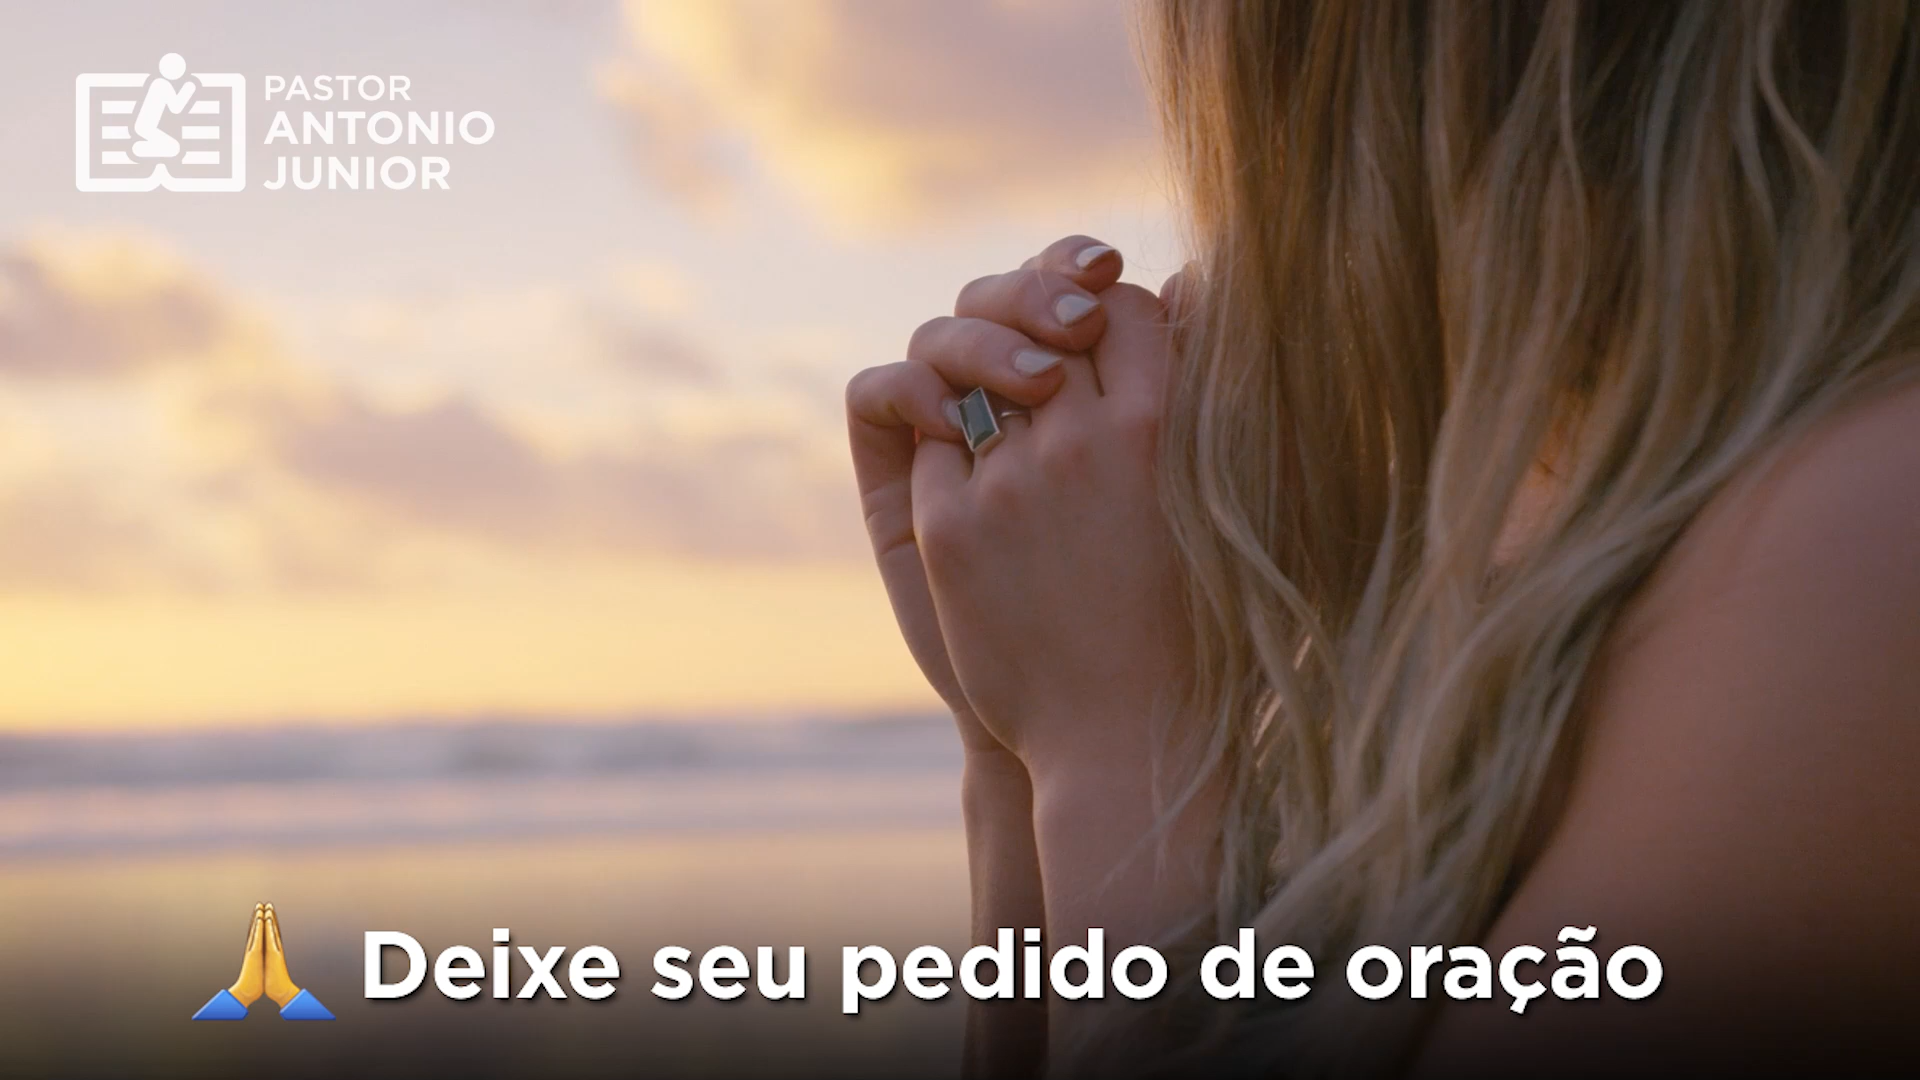 PASTOR
ANTONIO
JUNIOR
🙏 Deixe seu pedido de oração